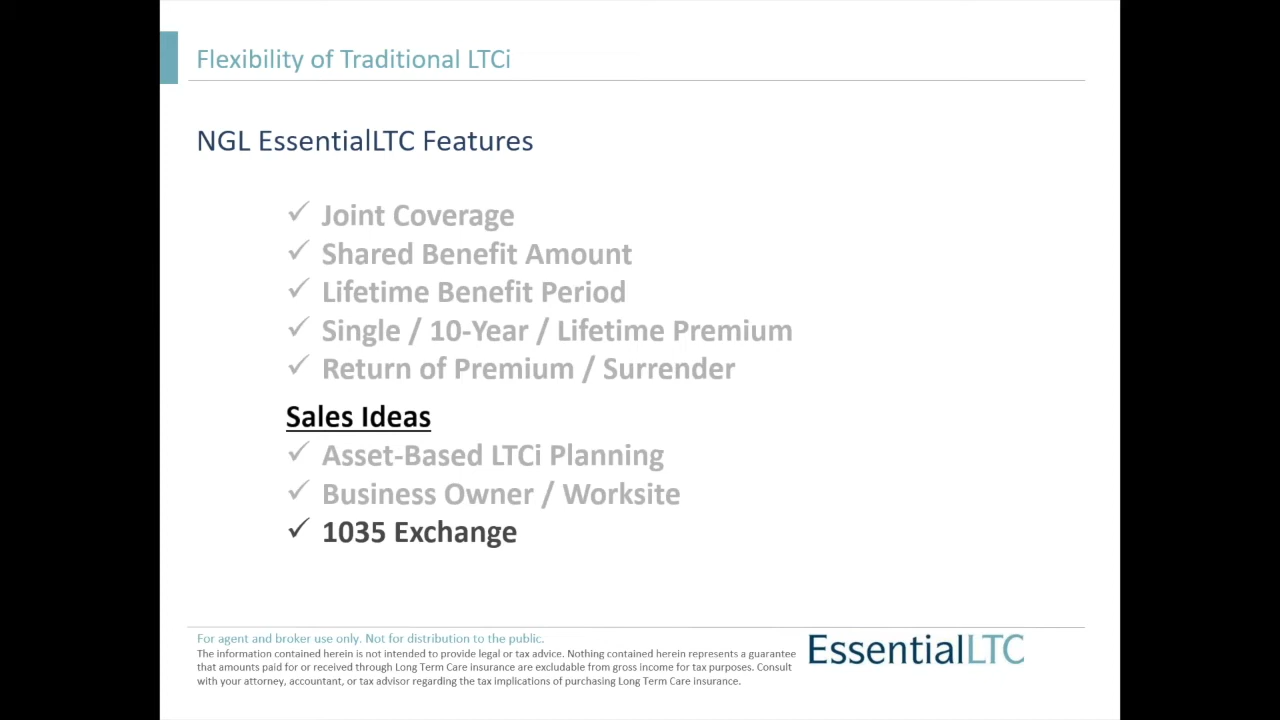 Flexibility of Traditional LTCi
NGL EssentialLTC Features
✓ Joint Coverage
✓ Shared Benefit Amount
✓ Lifetime Benefit Period
✓ Single / 10-Year / Lifetime Premium
✓ Return of Premium / Surrender
Sales Ideas
✓ Asset-Based LTCi Planning
✓ Business Owner / Worksite
✓ 1035 Exchange
For agent and broker use only. Not for distribution to the public.
The information contained herein is not intended to provide legal or tax advice. Nothing contained herein represents a guarantee
that amounts paid for or received through Long Term Care insurance are excludable from gross income for tax purposes. Consult
with your attorney, accountant, or tax advisor regarding the tax implications of purchasing Long Term Care insurance.
EssentialLTC